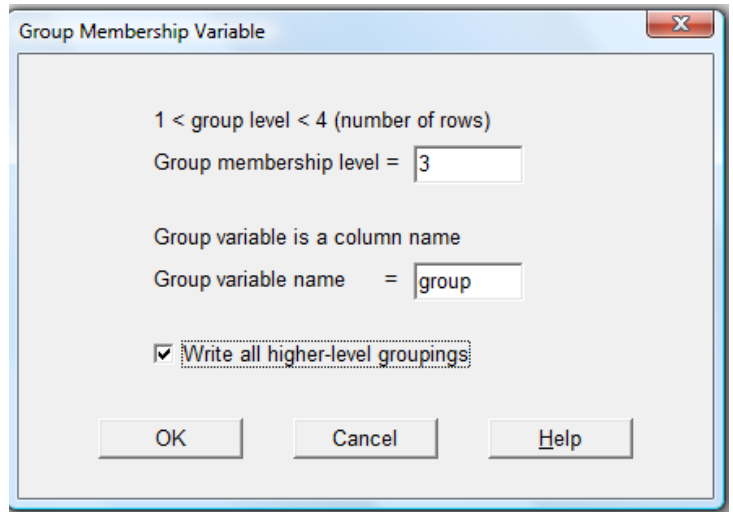 Group Membership Variable
1 < group level < 4 (number of rows)
Group membership level = 3
Group variable is a column name
Group variable name = group
Write all higher-level groupings
OK Cancel Help